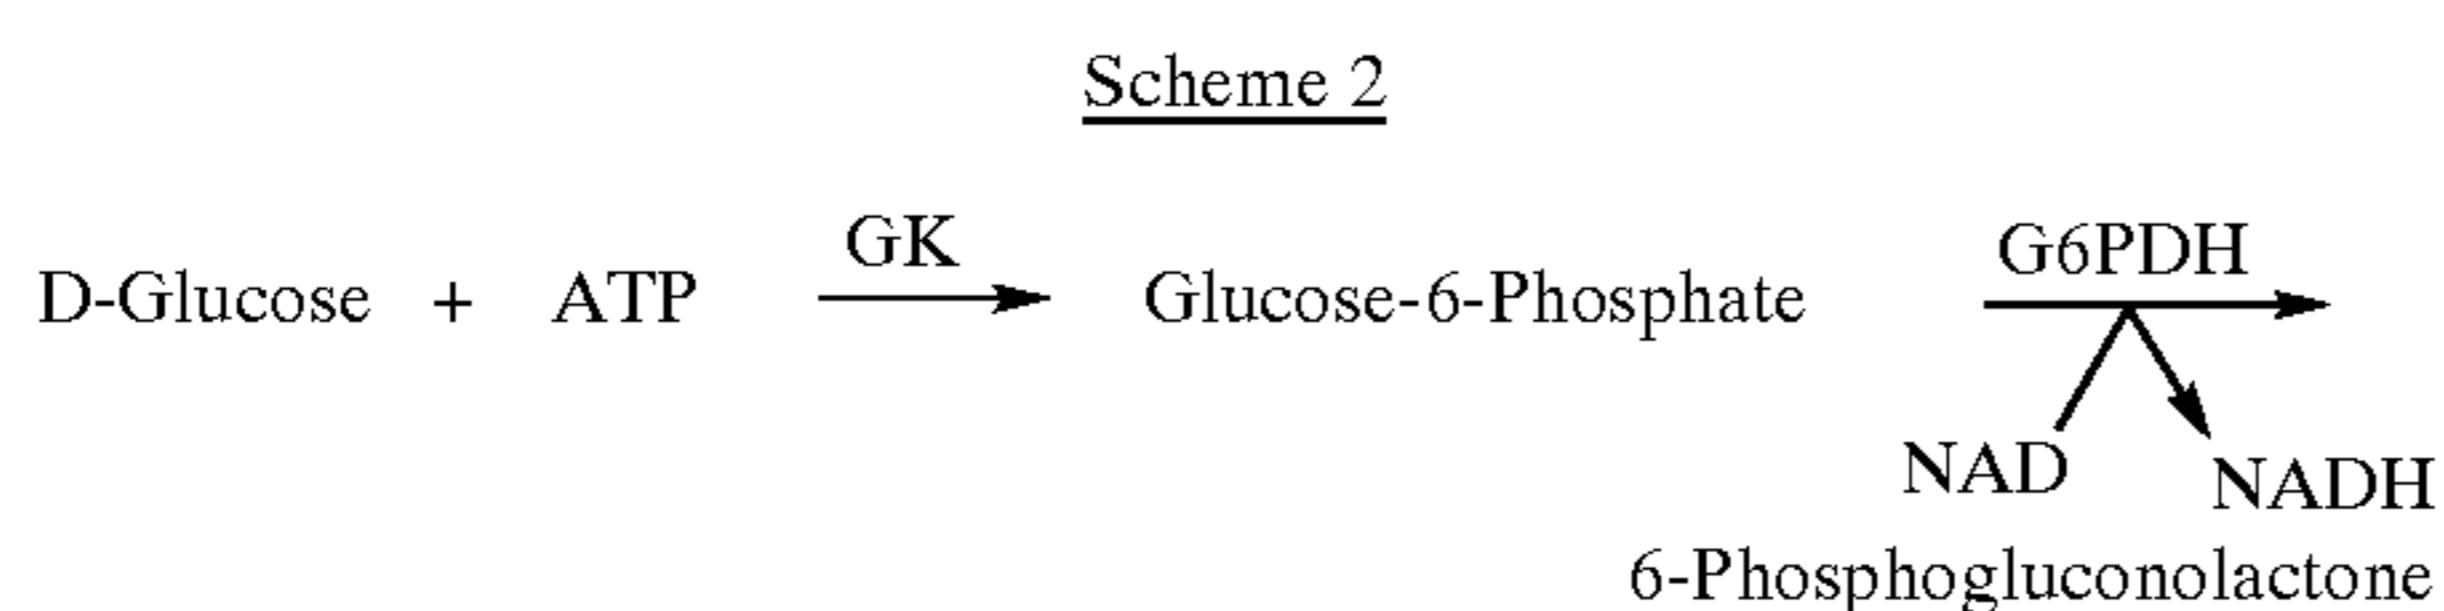 Scheme 2
GK
G6PDH
D-Glucose + ATP Glucose-6-Phosphate
NAD NADH
6-Phosphogluconolactone